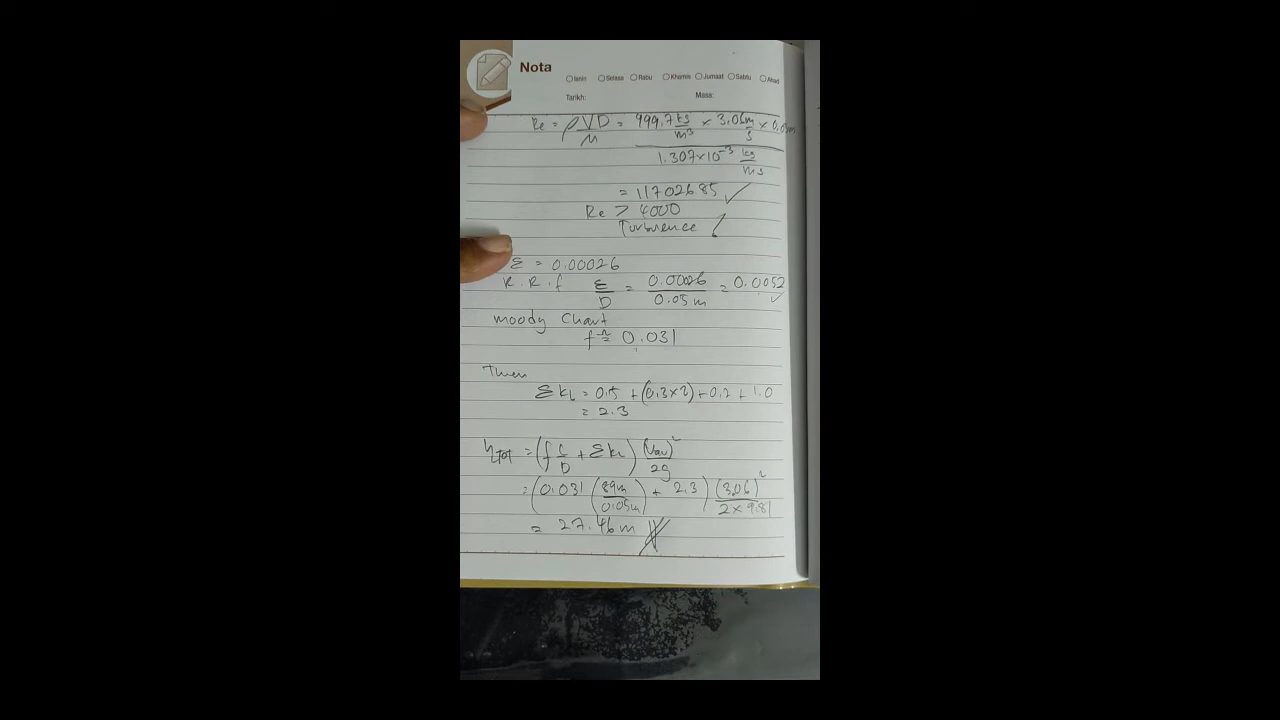 Nota
Isnin Selasa Rabu Khamis Jumaat Sabtu Ahad
Tarikh: Masa:
Re = ρVD / μ = 999.7 kg/m³ × 3.06 m/s × 0.05m
1.307×10⁻³ kg/ms
= 117026.85 ✓
Re > 4000
Turbulence
ε = 0.00026
R.R.f ε/D = 0.00026 / 0.05m = 0.0052 ✓
moody Chart
f ≈ 0.031
Then
ΣkL = 0.5 + (0.3×2) + 0.2 + 1.0
= 2.3
hTOT = (f L/D + ΣkL) (Vav)² / 2g
= (0.031 (89m / 0.05m) + 2.3) (3.06)² / 2×9.81
= 27.46m